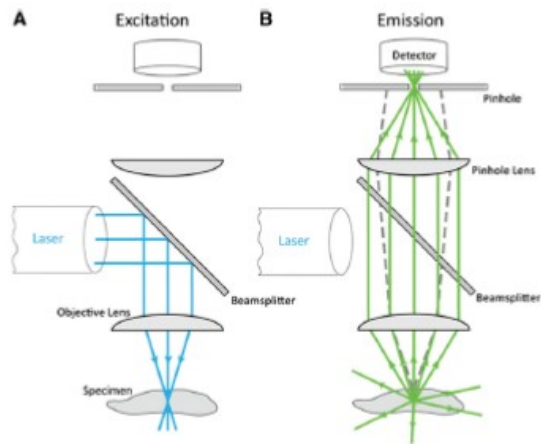 A
Excitation
Laser
Beamsplitter
Objective Lens
Specimen
B
Emission
Detector
Pinhole
Pinhole Lens
Laser
Beamsplitter